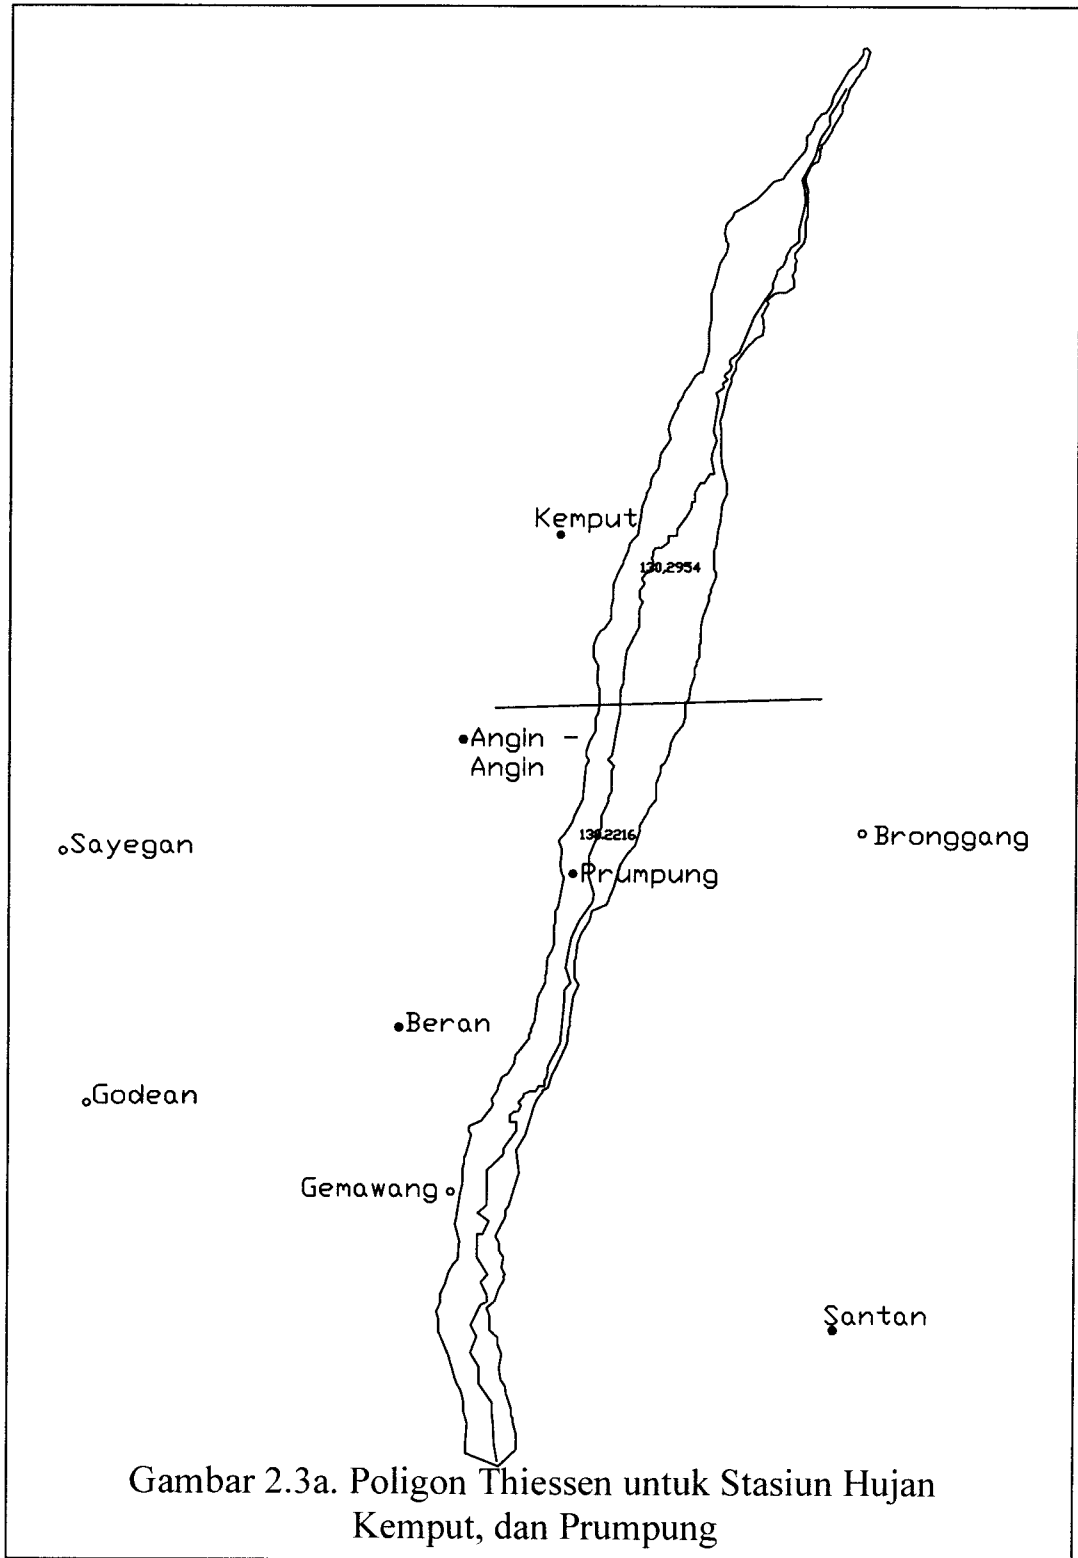 Kemput
130,2954
Angin -
Angin
Sayegan
Bronggang
Prumpung
Beran
Godean
Gemawang
Santan
Gambar 2.3a. Poligon Thiessen untuk Stasiun Hujan
Kemput, dan Prumpung